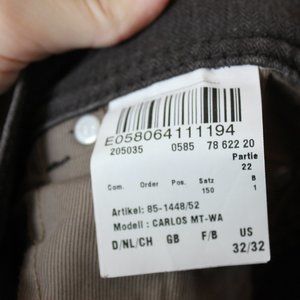 E058064111194
205035 0585 78 622 20
Partie
22
Com. Order Pos. Satz B
150 1
Artikel: 85-1448/52
Modell : CARLOS MT-WA
D/NL/CH GB F/B US
32/32